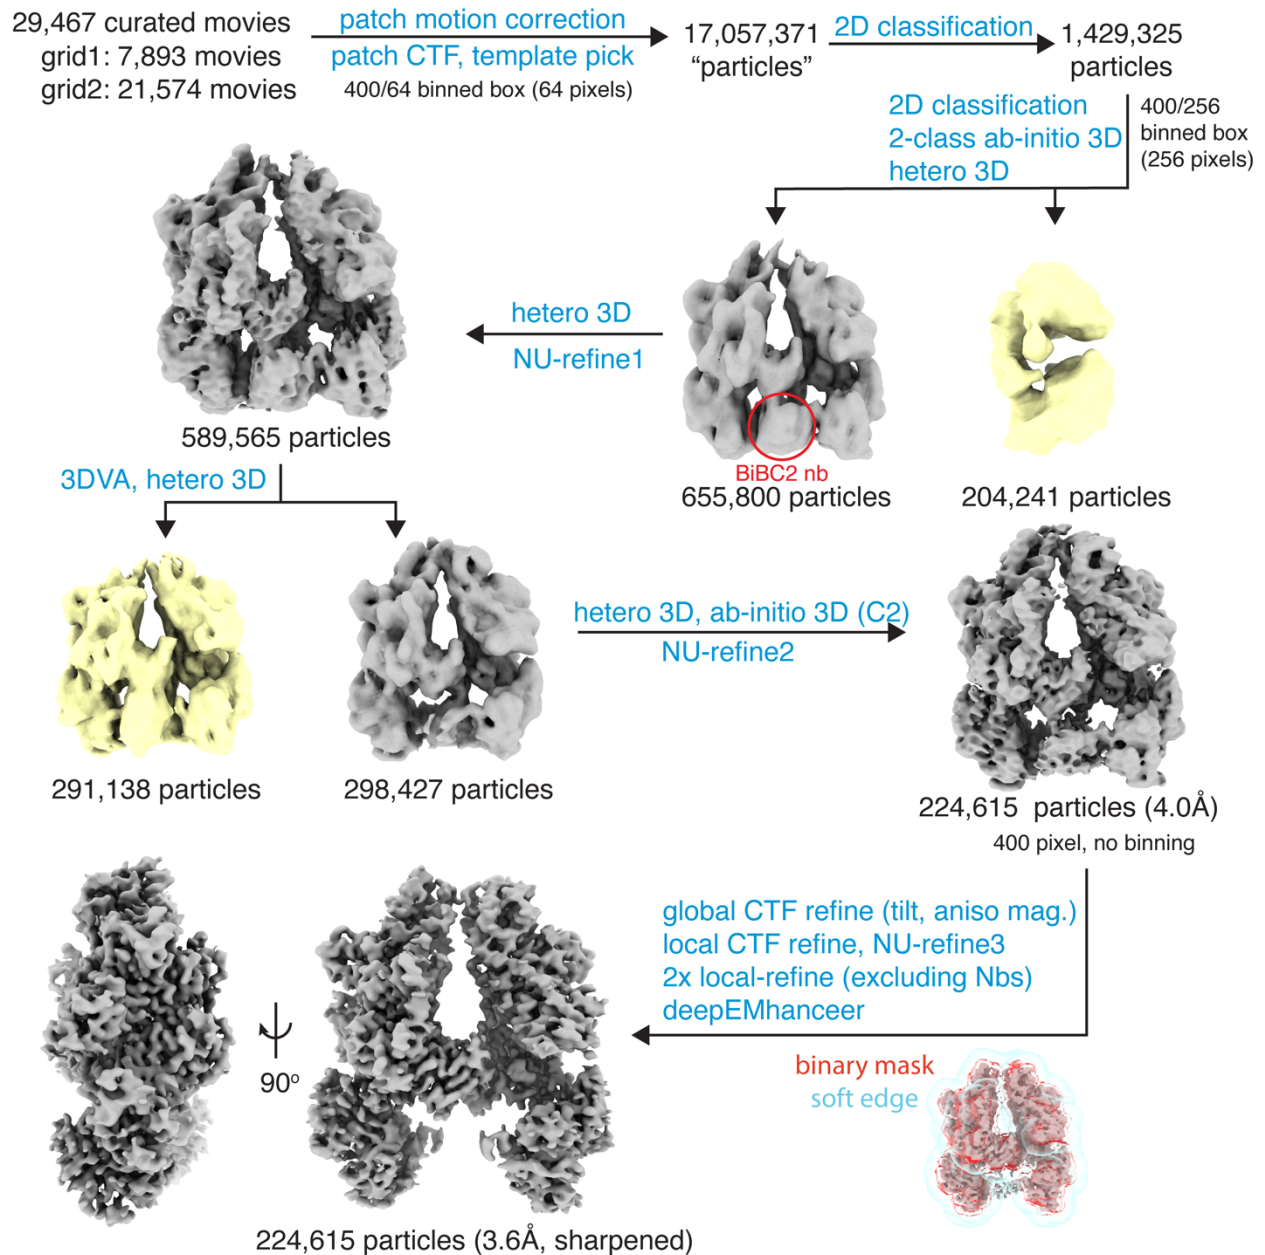 29,467 curated movies
grid1: 7,893 movies
grid2: 21,574 movies
patch motion correction
patch CTF, template pick
400/64 binned box (64 pixels)
17,057,371
“particles”
2D classification
1,429,325
particles
2D classification
2-class ab-initio 3D
hetero 3D
400/256
binned box
(256 pixels)
hetero 3D
NU-refine1
589,565 particles
BiBC2 nb
655,800 particles
204,241 particles
3DVA, hetero 3D
291,138 particles
298,427 particles
hetero 3D, ab-initio 3D (C2)
NU-refine2
224,615 particles (4.0Å)
400 pixel, no binning
global CTF refine (tilt, aniso mag.)
local CTF refine, NU-refine3
2x local-refine (excluding Nbs)
deepEMhanceer
90º
binary mask
soft edge
224,615 particles (3.6Å, sharpened)